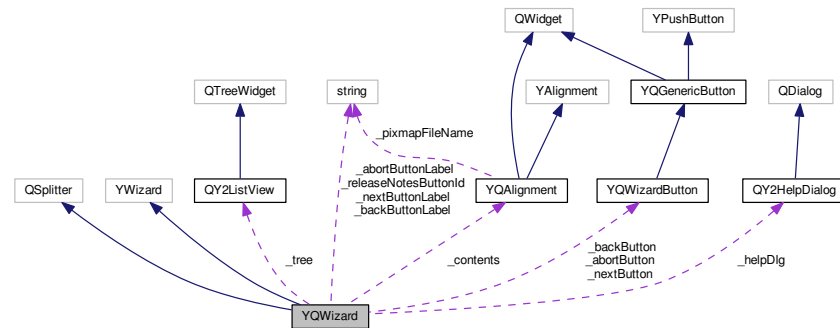 QWidget
YPushButton
QTreeWidget
string
YAlignment
YQGenericButton
QDialog
_pixmapFileName
_abortButtonLabel
_releaseNotesButtonId
_nextButtonLabel
_backButtonLabel
QSplitter
YWizard
QY2ListView
YQAlignment
YQWizardButton
QY2HelpDialog
_tree
_contents
_backButton
_abortButton
_nextButton
_helpDlg
YQWizard